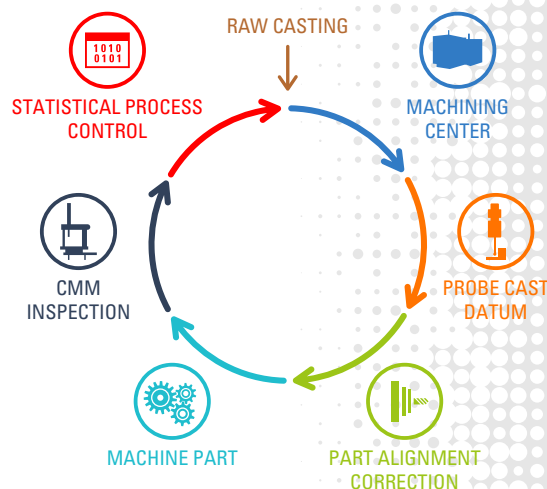 RAW CASTING
1010
0101
STATISTICAL PROCESS
CONTROL
MACHINING
CENTER
CMM
INSPECTION
PROBE CAST
DATUM
MACHINE PART
PART ALIGNMENT
CORRECTION